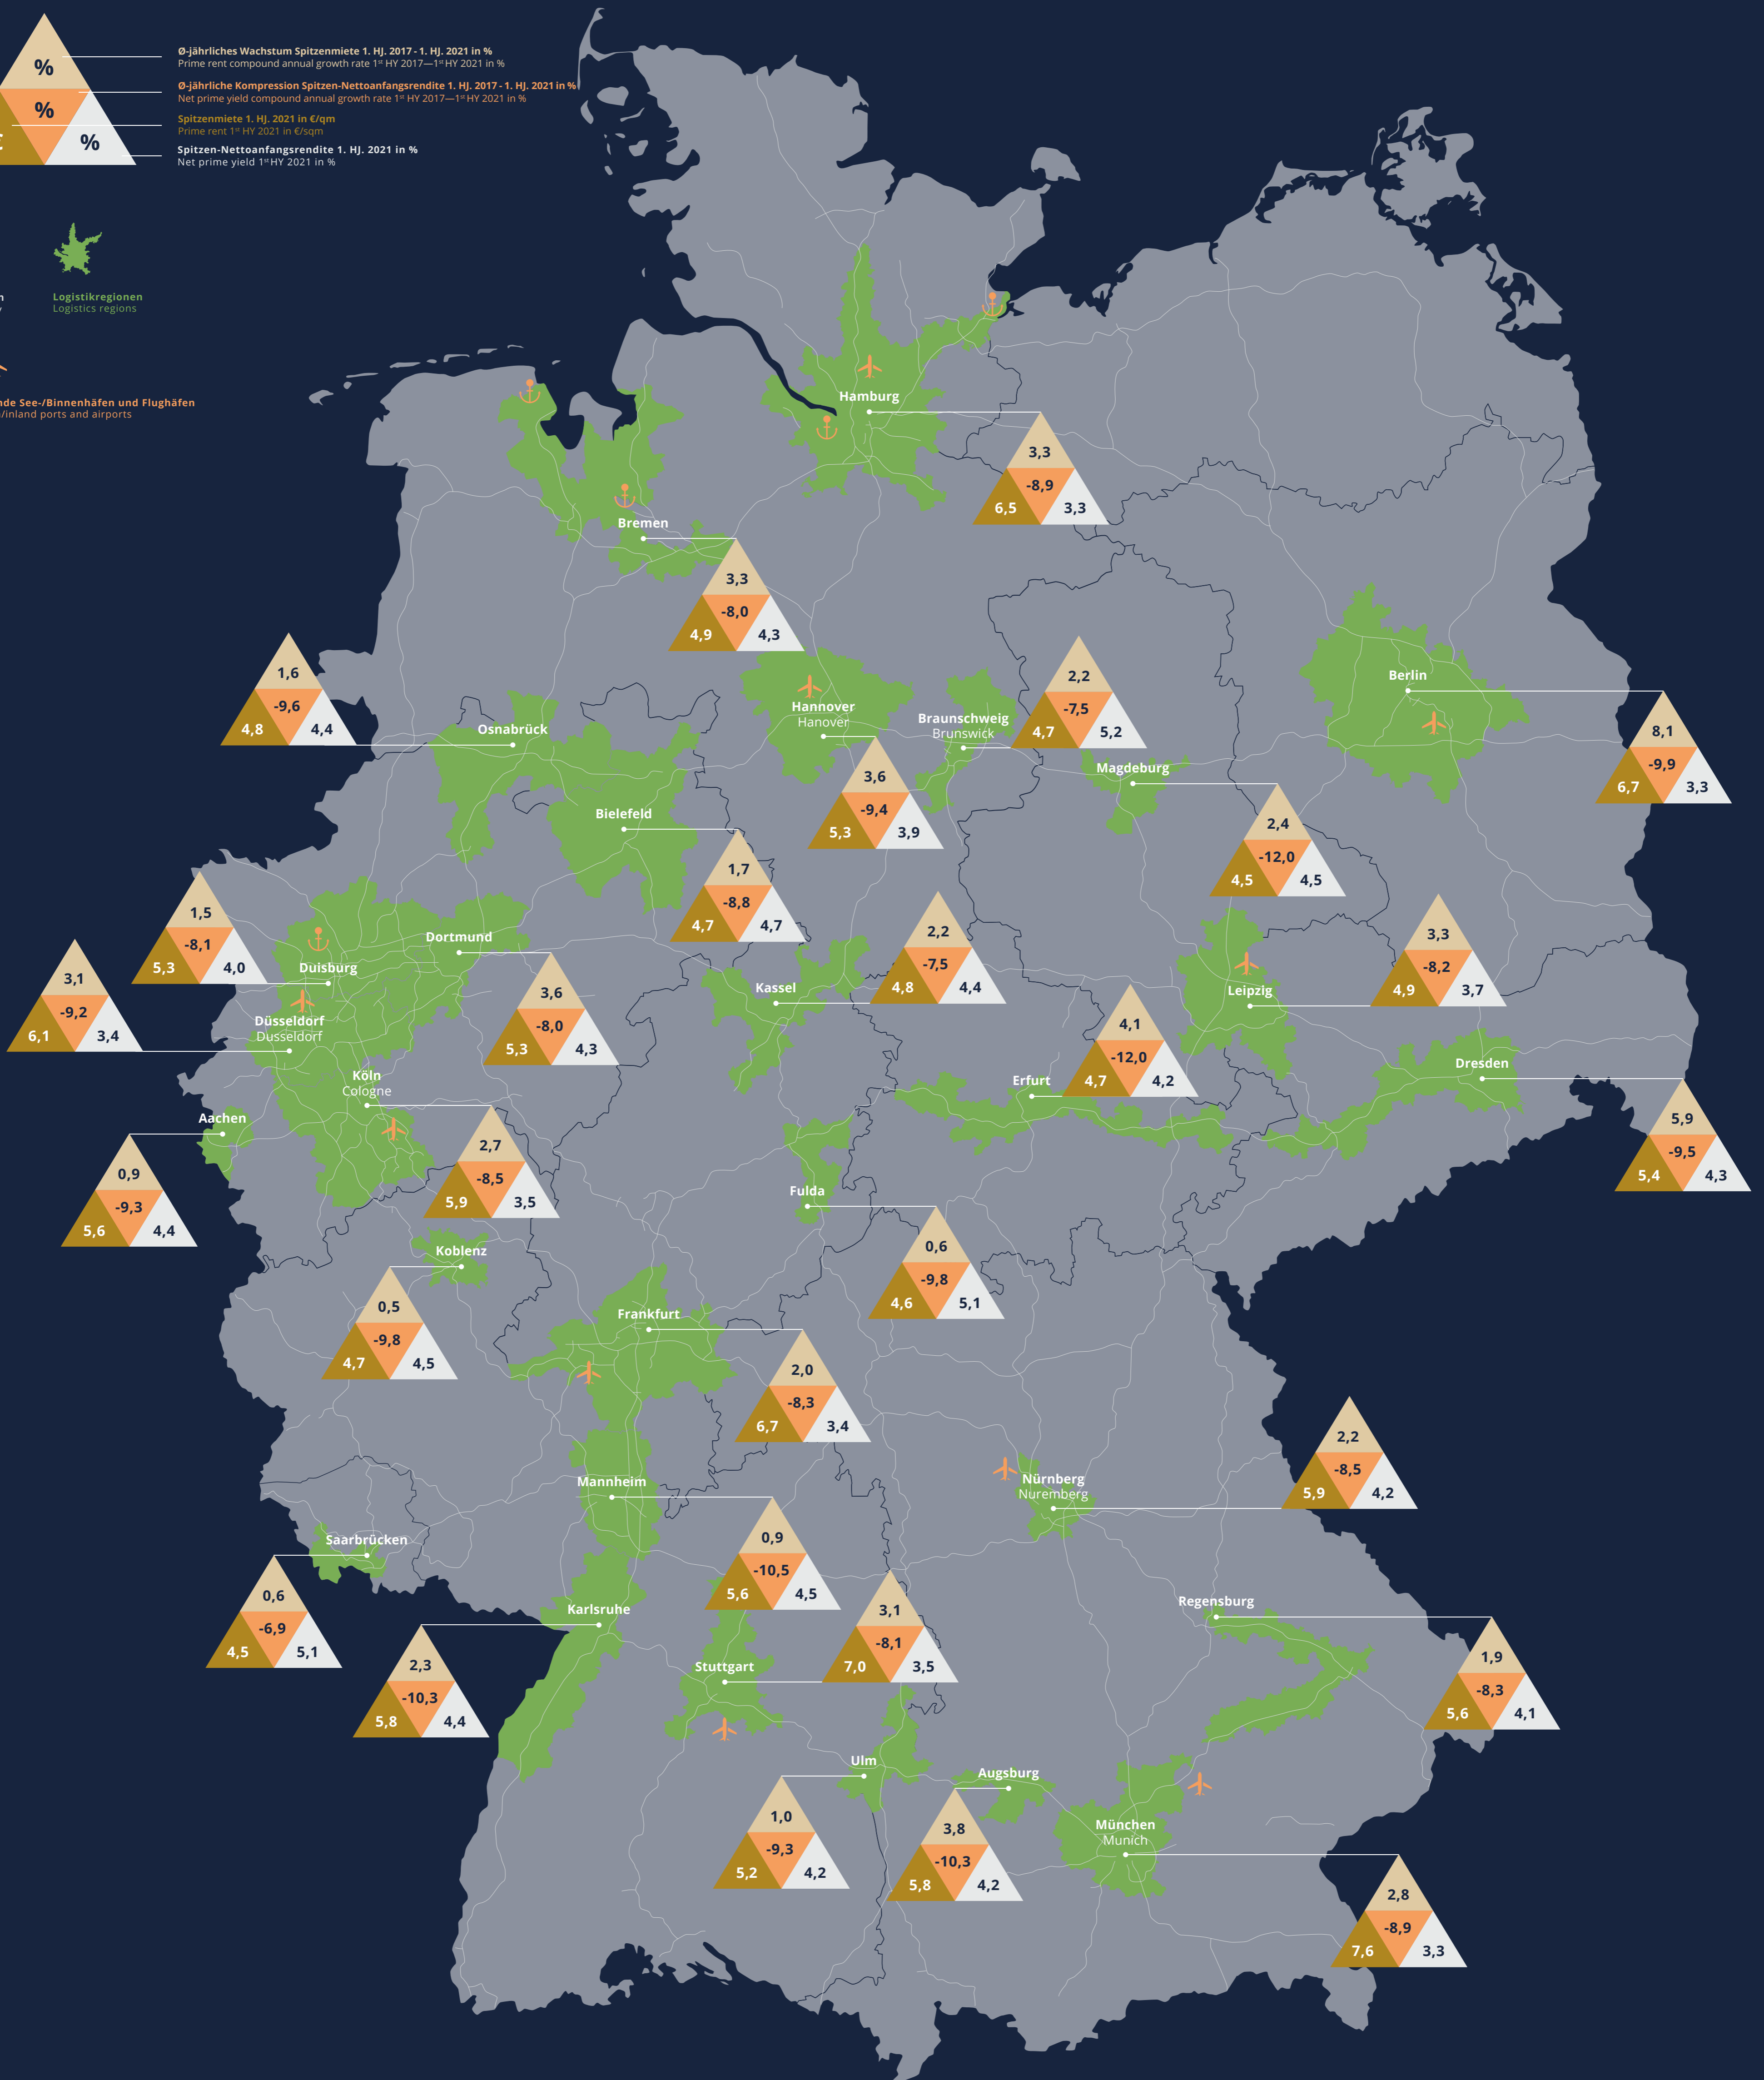 %
%
%
Ø-jährliches Wachstum Spitzenmiete 1. HJ. 2017 - 1. HJ. 2021 in %
Prime rent compound annual growth rate 1st HY 2017—1st HY 2021 in %
Ø-jährliche Kompression Spitzen-Nettoanfangsrendite 1. HJ. 2017 - 1. HJ. 2021 in %
Net prime yield compound annual growth rate 1st HY 2017—1st HY 2021 in %
Spitzenmiete 1. HJ. 2021 in €/qm
Prime rent 1st HY 2021 in €/sqm
Spitzen-Nettoanfangsrendite 1. HJ. 2021 in %
Net prime yield 1st HY 2021 in %
Logistikregionen
Logistics regions
nde See-/Binnenhäfen und Flughäfen
/inland ports and airports
Hamburg
3,3
-8,9
6,5 3,3
Bremen
3,3
-8,0
4,9 4,3
Osnabrück
1,6
-9,6
4,8 4,4
Hannover
Hanover
3,6
-9,4
5,3 3,9
Braunschweig
Brunswick
2,2
-7,5
4,7 5,2
Berlin
8,1
-9,9
6,7 3,3
Magdeburg
2,4
-12,0
4,5 4,5
Bielefeld
1,7
-8,8
4,7 4,7
Dortmund
3,6
-8,0
5,3 4,3
Duisburg
1,5
-8,1
5,3 4,0
Düsseldorf
Dusseldorf
3,1
-9,2
6,1 3,4
Kassel
2,2
-7,5
4,8 4,4
Leipzig
3,3
-8,2
4,9 3,7
Erfurt
4,1
-12,0
4,7 4,2
Dresden
5,9
-9,5
5,4 4,3
Köln
Cologne
2,7
-8,5
5,9 3,5
Aachen
0,9
-9,3
5,6 4,4
Fulda
0,6
-9,8
4,6 5,1
Koblenz
0,5
-9,8
4,7 4,5
Frankfurt
2,0
-8,3
6,7 3,4
Nürnberg
Nuremberg
2,2
-8,5
5,9 4,2
Mannheim
0,9
-10,5
5,6 4,5
Saarbrücken
0,6
-6,9
4,5 5,1
Karlsruhe
2,3
-10,3
5,8 4,4
Stuttgart
3,1
-8,1
7,0 3,5
Regensburg
1,9
-8,3
5,6 4,1
Ulm
1,0
-9,3
5,2 4,2
Augsburg
3,8
-10,3
5,8 4,2
München
Munich
2,8
-8,9
7,6 3,3